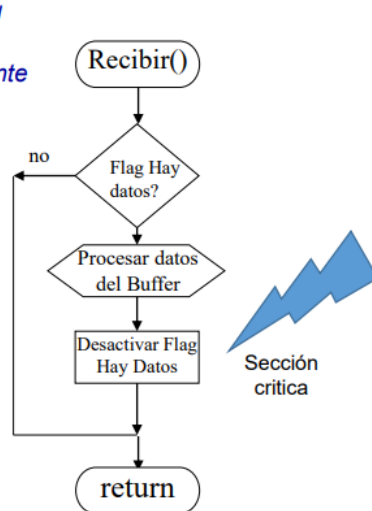 nte
Recibir()
no
Flag Hay
datos?
Procesar datos
del Buffer
Desactivar Flag
Hay Datos
Sección
critica
return